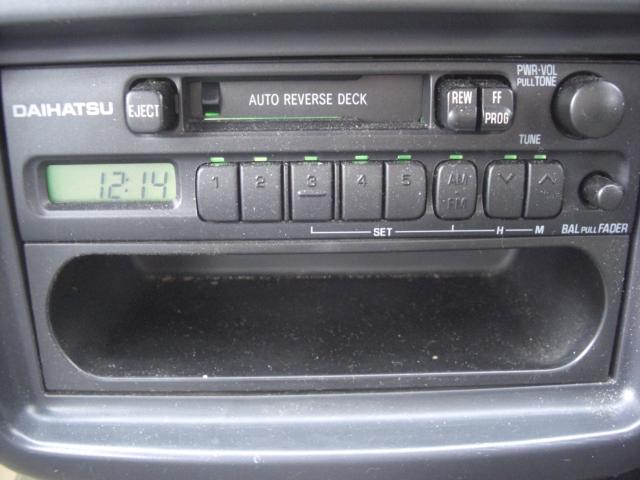 PWR-VOL
PULL TONE
DAIHATSU EJECT AUTO REVERSE DECK REW FF
PROG
TUNE
12:14 1 2 3 4 5 AM
FM
SET H M BAL PULL FADER